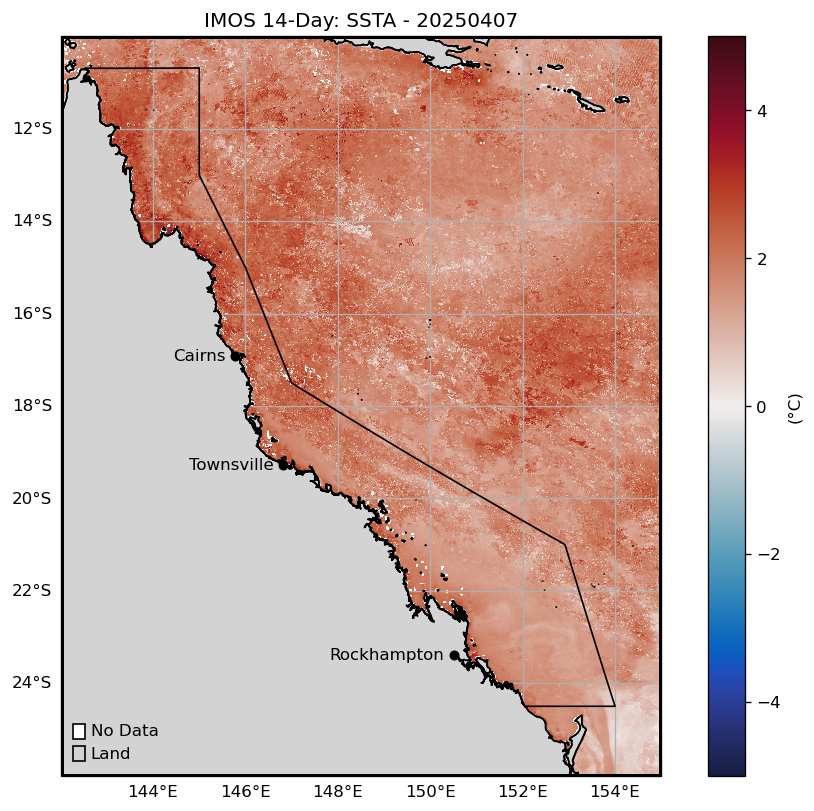 IMOS 14-Day: SSTA - 20250407
12°S
14°S
16°S
18°S
20°S
22°S
24°S
Cairns
Townsville
Rockhampton
No Data
Land
144°E 146°E 148°E 150°E 152°E 154°E
4
2
0
−2
−4
(°C)